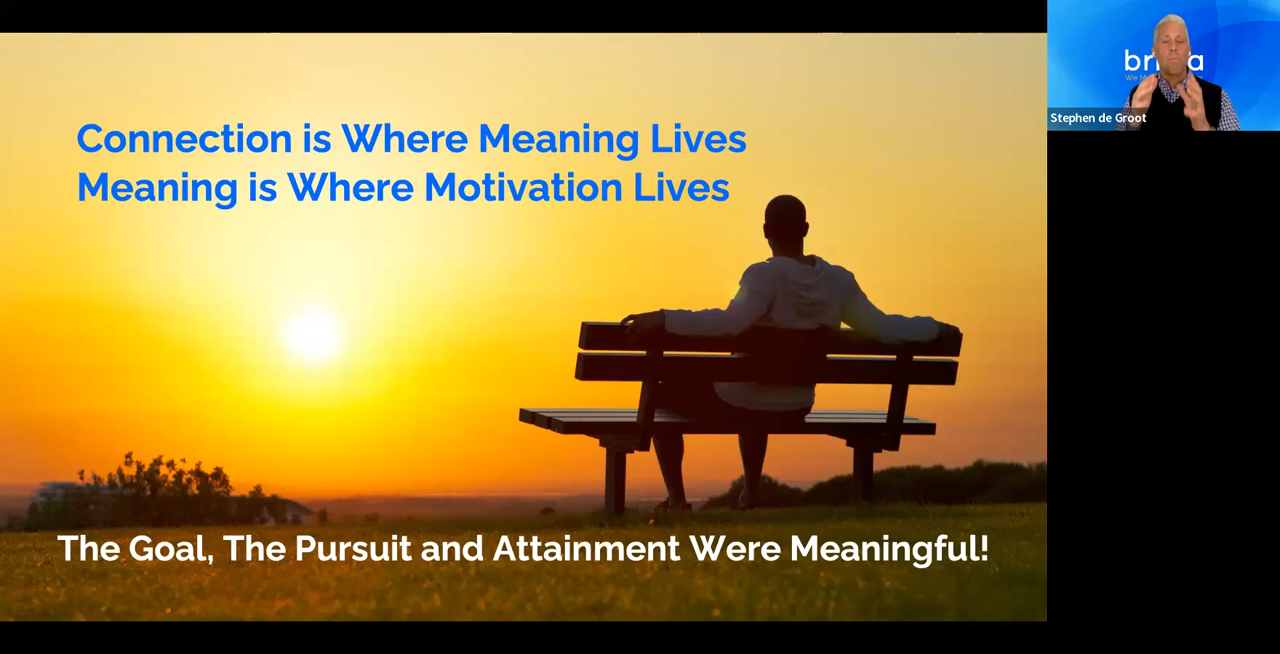 Connection is Where Meaning Lives
Meaning is Where Motivation Lives
The Goal, The Pursuit and Attainment Were Meaningful!
Stephen de Groot